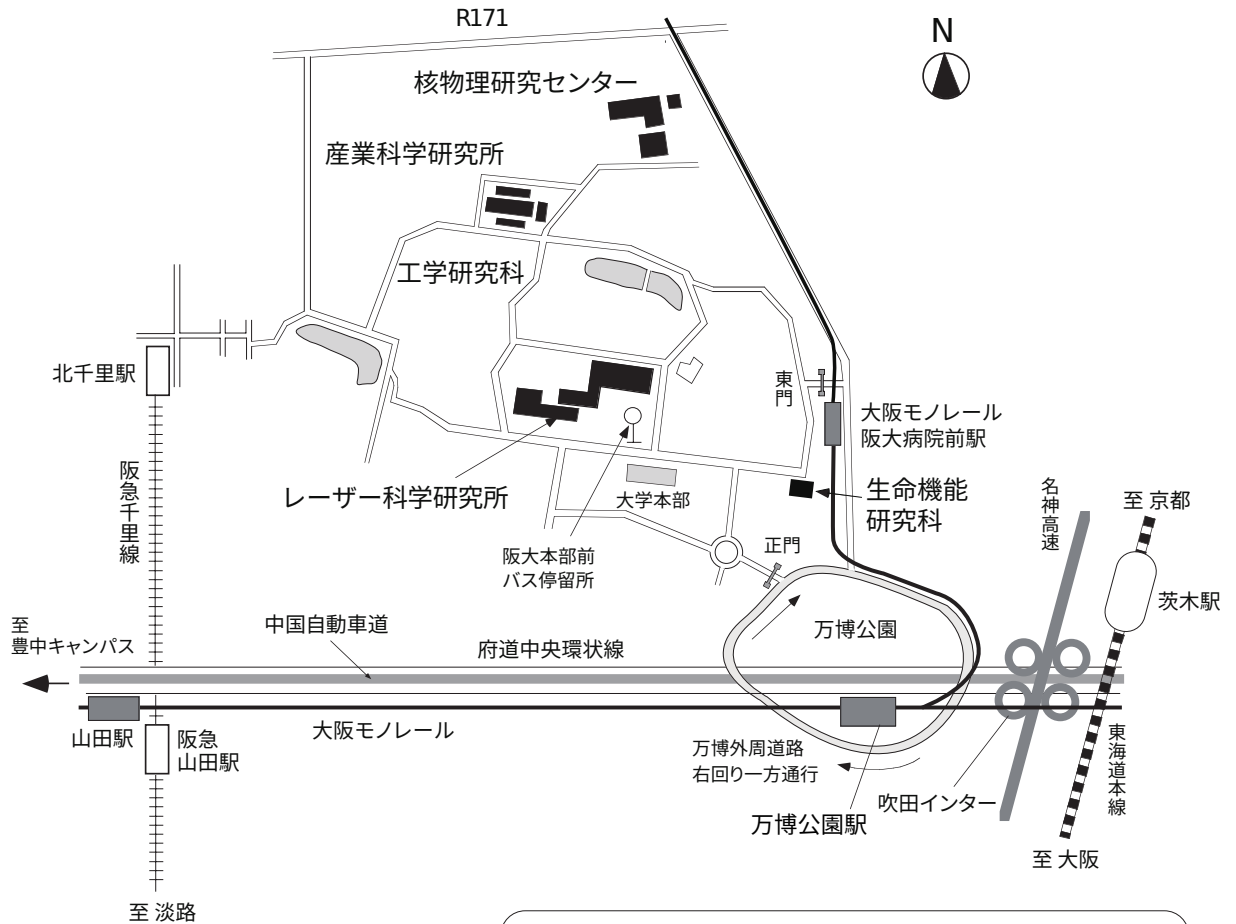 R171
N
核物理研究センター
産業科学研究所
工学研究科
北千里駅
東門
大阪モノレール
阪大病院前駅
阪急千里線
レーザー科学研究所
大学本部
生命機能
研究科
名神高速
至 京都
阪大本部前
バス停留所
正門
茨木駅
至
豊中キャンパス
中国自動車道
府道中央環状線
万博公園
山田駅
阪急
山田駅
大阪モノレール
万博外周道路
右回り一方通行
東海道本線
吹田インター
万博公園駅
至 大阪
至 淡路